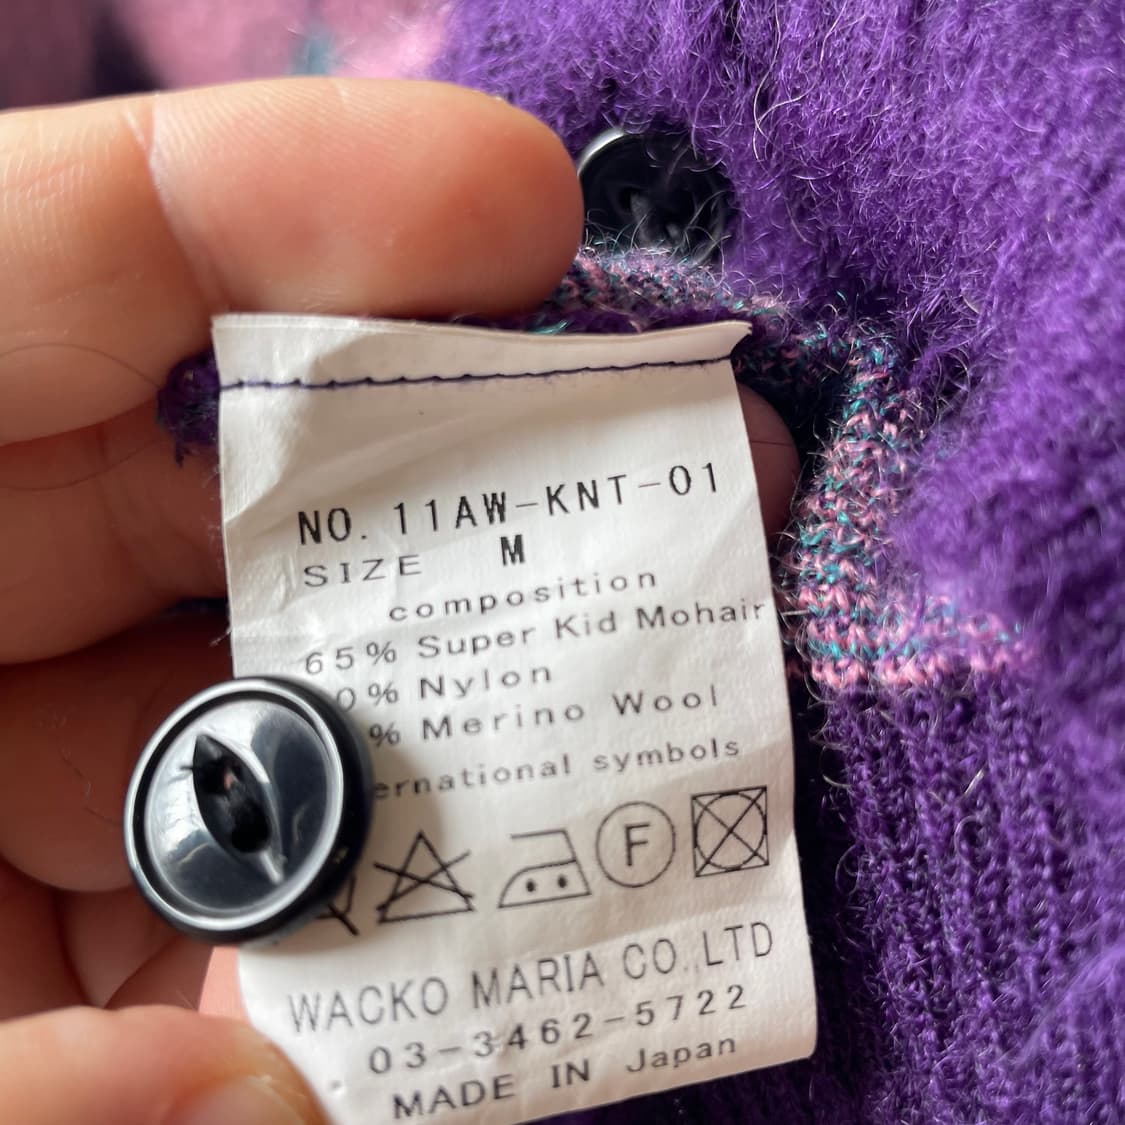 NO. 11AW-KNT-01
SIZE M
composition
65% Super Kid Mohair
% Nylon
% Merino Wool
symbols
F
WACKO MARIA CO.,LTD
03-3462-5722
MADE IN Japan